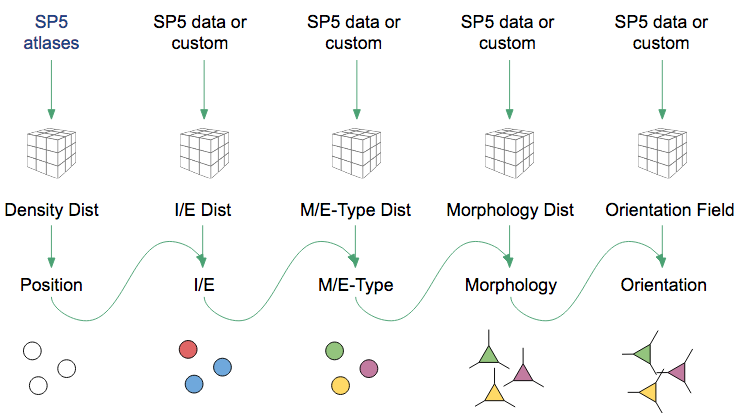 SP5
atlases
SP5 data or
custom
SP5 data or
custom
SP5 data or
custom
SP5 data or
custom
Density Dist
I/E Dist
M/E-Type Dist
Morphology Dist
Orientation Field
Position
I/E
M/E-Type
Morphology
Orientation